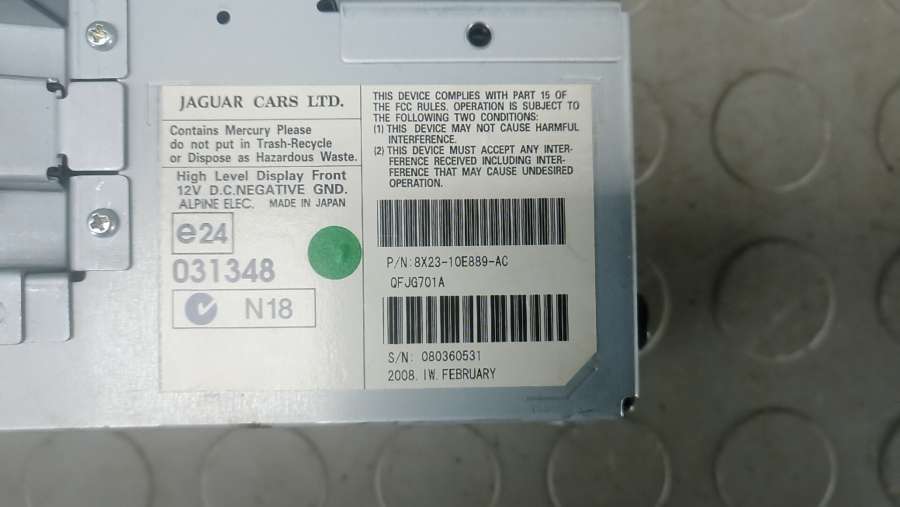 JAGUAR CARS LTD.
Contains Mercury Please
do not put in Trash-Recycle
or Dispose as Hazardous Waste.
High Level Display Front
12V D.C.NEGATIVE GND.
ALPINE ELEC. MADE IN JAPAN
e24
031348
N18
THIS DEVICE COMPLIES WITH PART 15 OF
THE FCC RULES. OPERATION IS SUBJECT TO
THE FOLLOWING TWO CONDITIONS:
(1) THIS DEVICE MAY NOT CAUSE HARMFUL
INTERFERENCE.
(2) THIS DEVICE MUST ACCEPT ANY INTER-
FERENCE RECEIVED INCLUDING INTER-
FERENCE THAT MAY CAUSE UNDESIRED
OPERATION.
P/N:8X23-10E889-AC
QFJG701A
S/N: 080360531
2008. IW. FEBRUARY